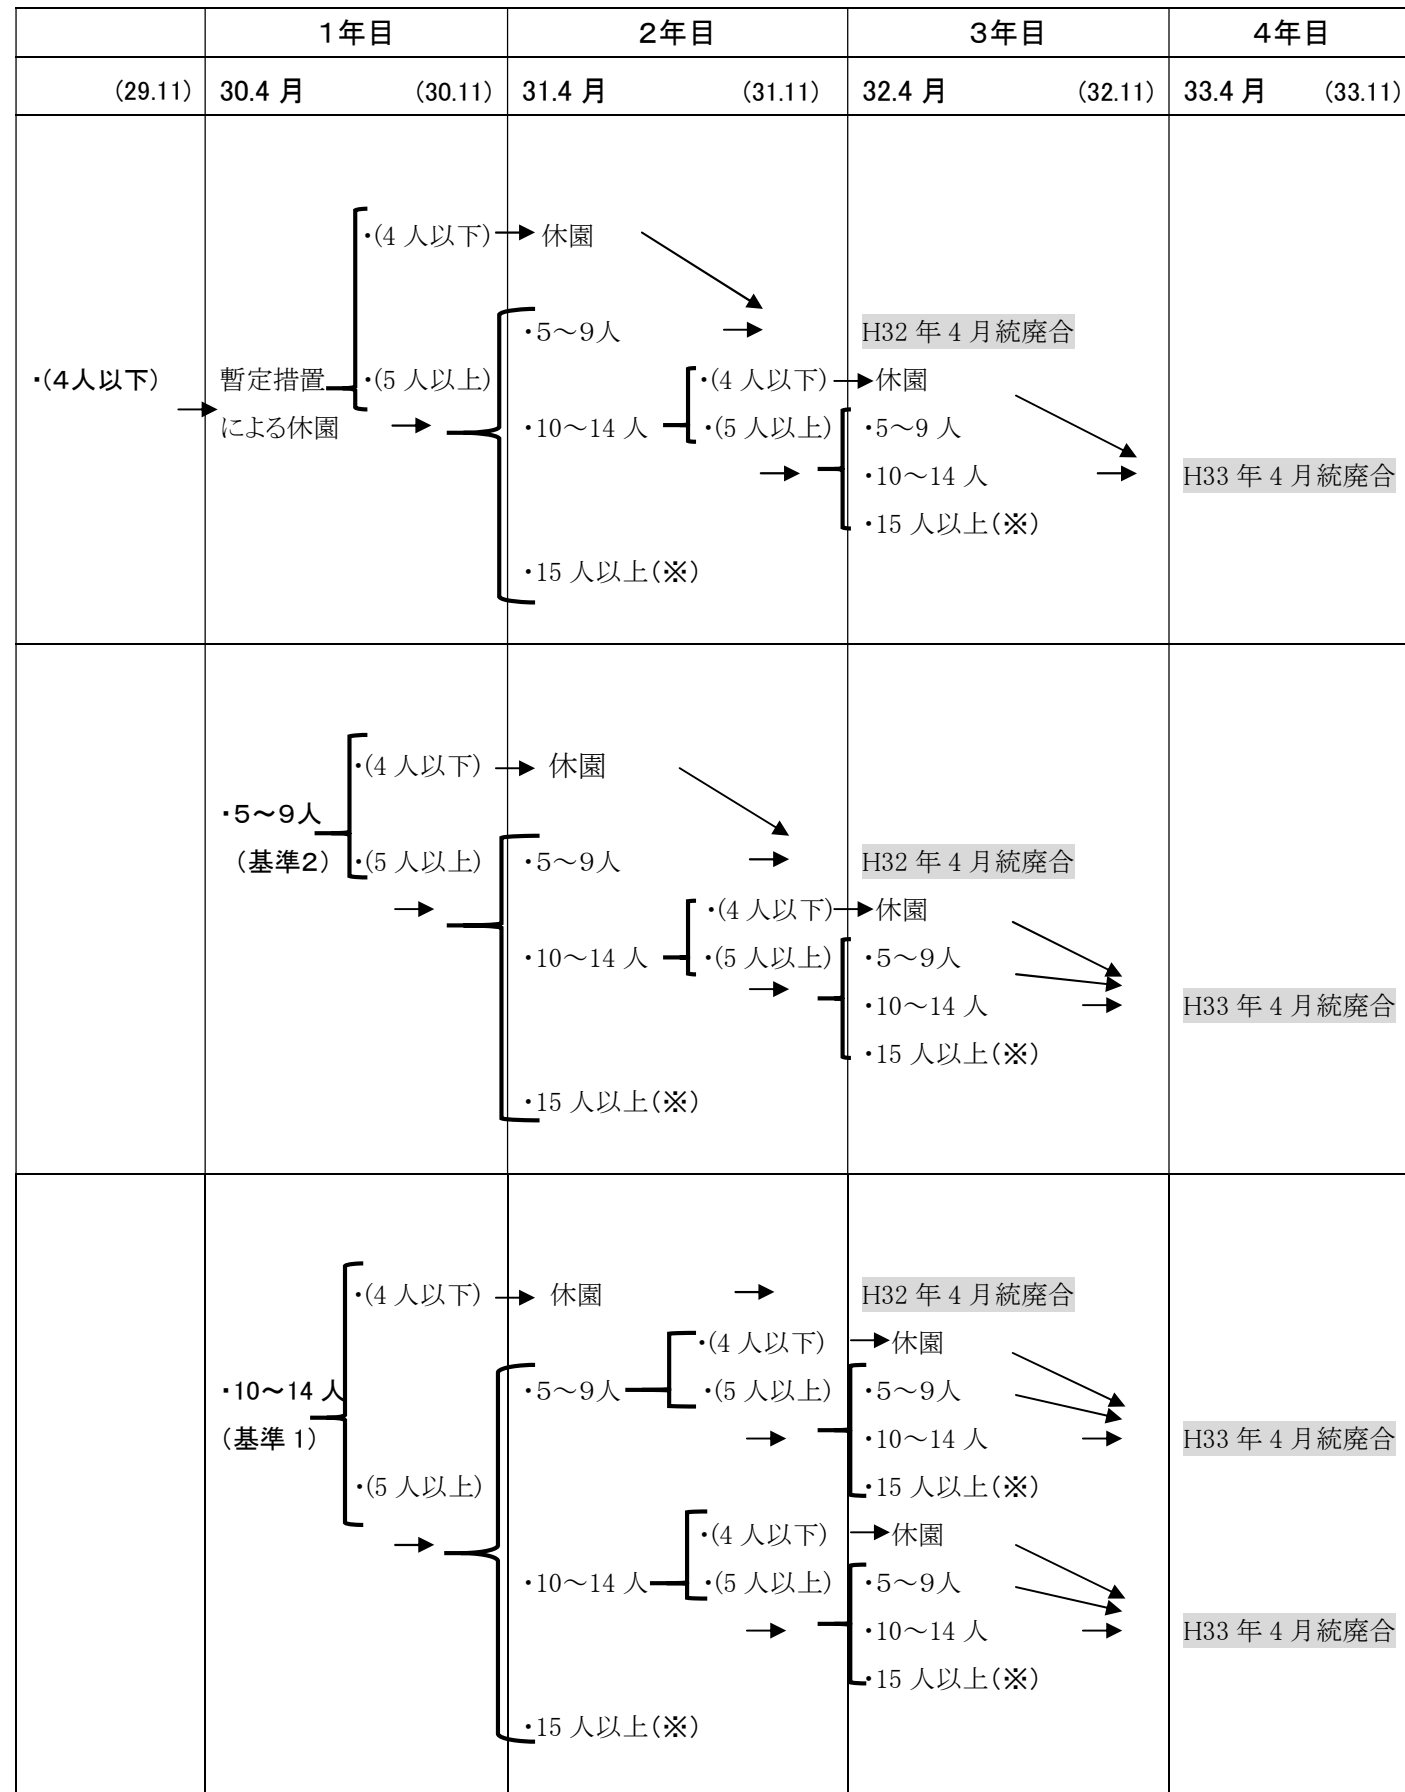 1年目 2年目 3年目 4年目
(29.11) 30.4 月 (30.11) 31.4 月 (31.11) 32.4 月 (32.11) 33.4 月 (33.11)
・(4 人以下) 休園
・5～9人 H32 年 4 月統廃合
・(4人以下) 暫定措置 ・(5 人以上) ・(4 人以下) 休園
による休園 ・10～14 人 ・(5 人以上) ・5～9 人
・10～14 人 H33 年 4 月統廃合
・15 人以上(※)
・15 人以上(※)
・(4 人以下) 休園
・5～9人
(基準2) ・(5 人以上) ・5～9人 H32 年 4 月統廃合
・(4 人以下) 休園
・10～14 人 ・(5 人以上) ・5～9人
・10～14 人 H33 年 4 月統廃合
・15 人以上(※)
・15 人以上(※)
・(4 人以下) 休園 H32 年 4 月統廃合
・(4 人以下) 休園
・10～14 人 ・5～9人 ・(5 人以上) ・5～9人
(基準 1) ・10～14 人 H33 年 4 月統廃合
・(5 人以上) ・15 人以上(※)
・(4 人以下) 休園
・10～14 人 ・(5 人以上) ・5～9人
・10～14 人 H33 年 4 月統廃合
・15 人以上(※)
・15 人以上(※)